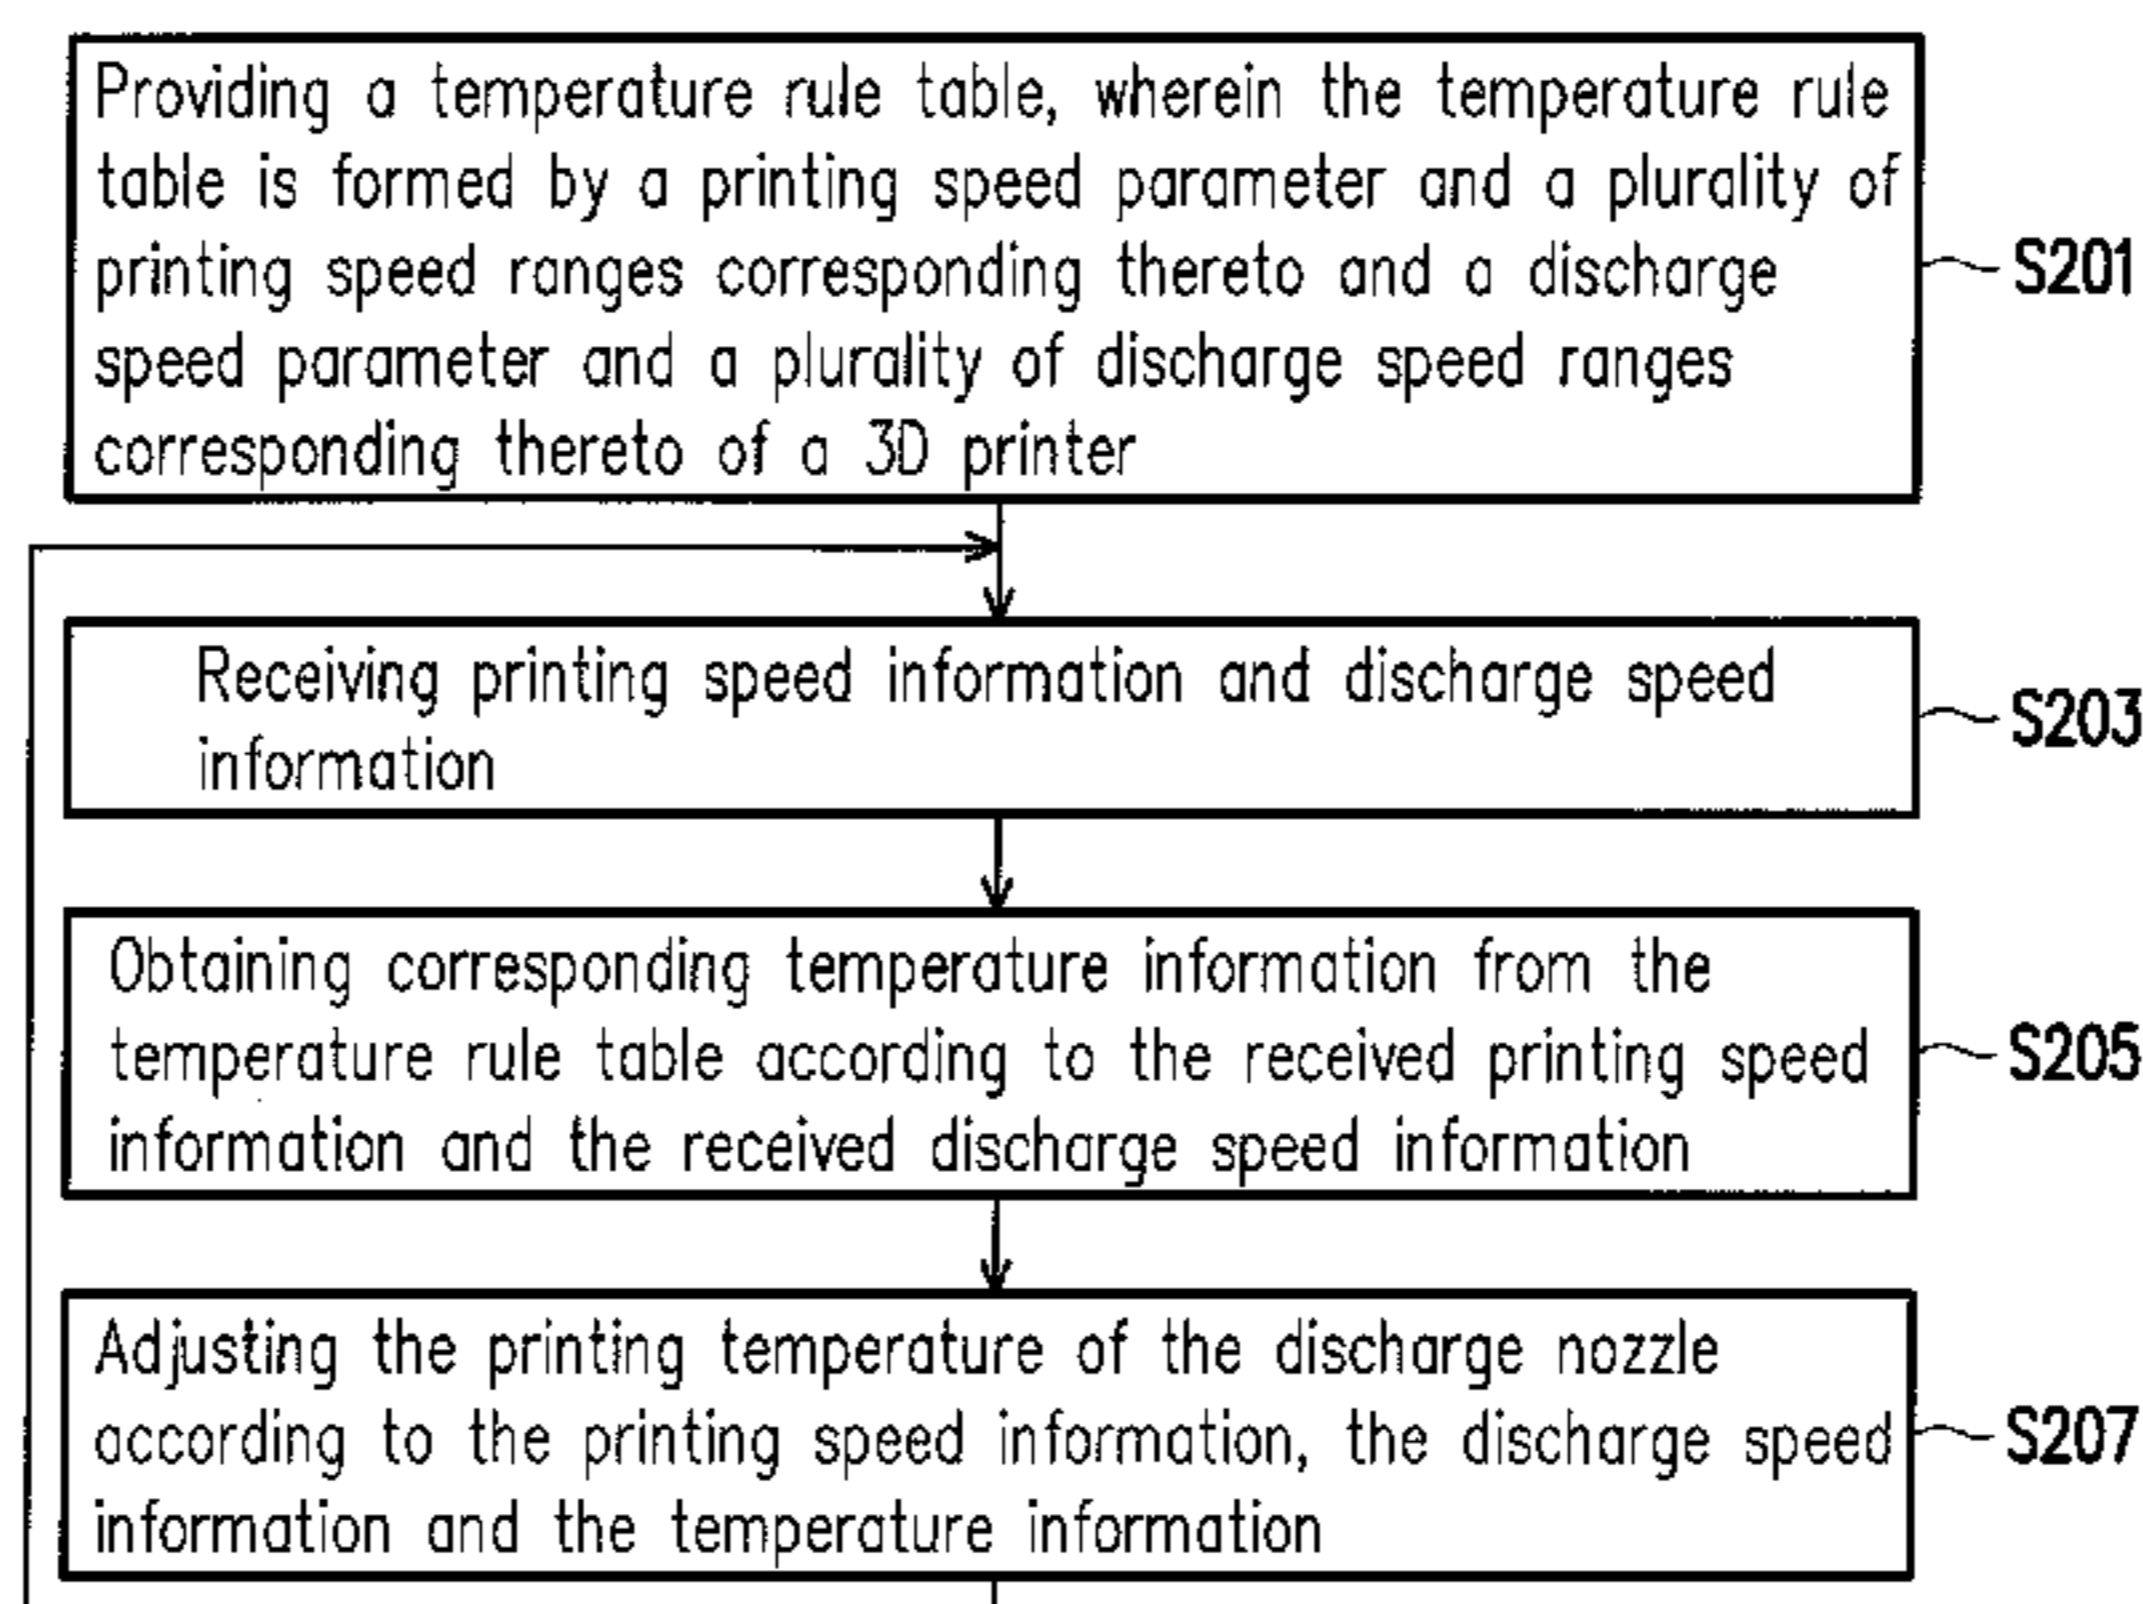 Providing a temperature rule table, wherein the temperature rule
table is formed by a printing speed parameter and a plurality of
printing speed ranges corresponding thereto and a discharge
speed parameter and a plurality of discharge speed ranges
corresponding thereto of a 3D printer
S201
Receiving printing speed information and discharge speed
information
S203
Obtaining corresponding temperature information from the
temperature rule table according to the received printing speed
information and the received discharge speed information
S205
Adjusting the printing temperature of the discharge nozzle
according to the printing speed information, the discharge speed
information and the temperature information
S207